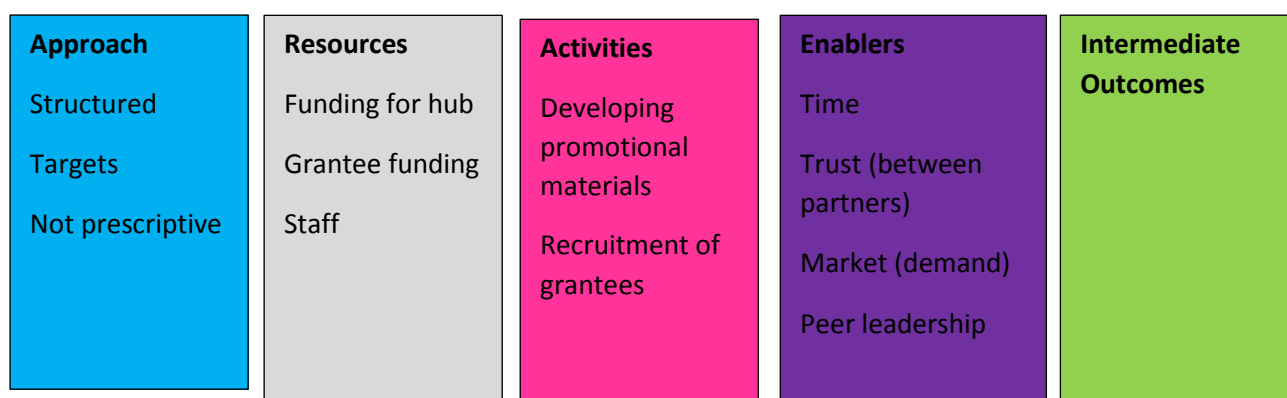 Approach
Structured
Targets
Not prescriptive
Resources
Funding for hub
Grantee funding
Staff
Activities
Developing
promotional
materials
Recruitment of
grantees
Enablers
Time
Trust (between
partners)
Market (demand)
Peer leadership
Intermediate
Outcomes